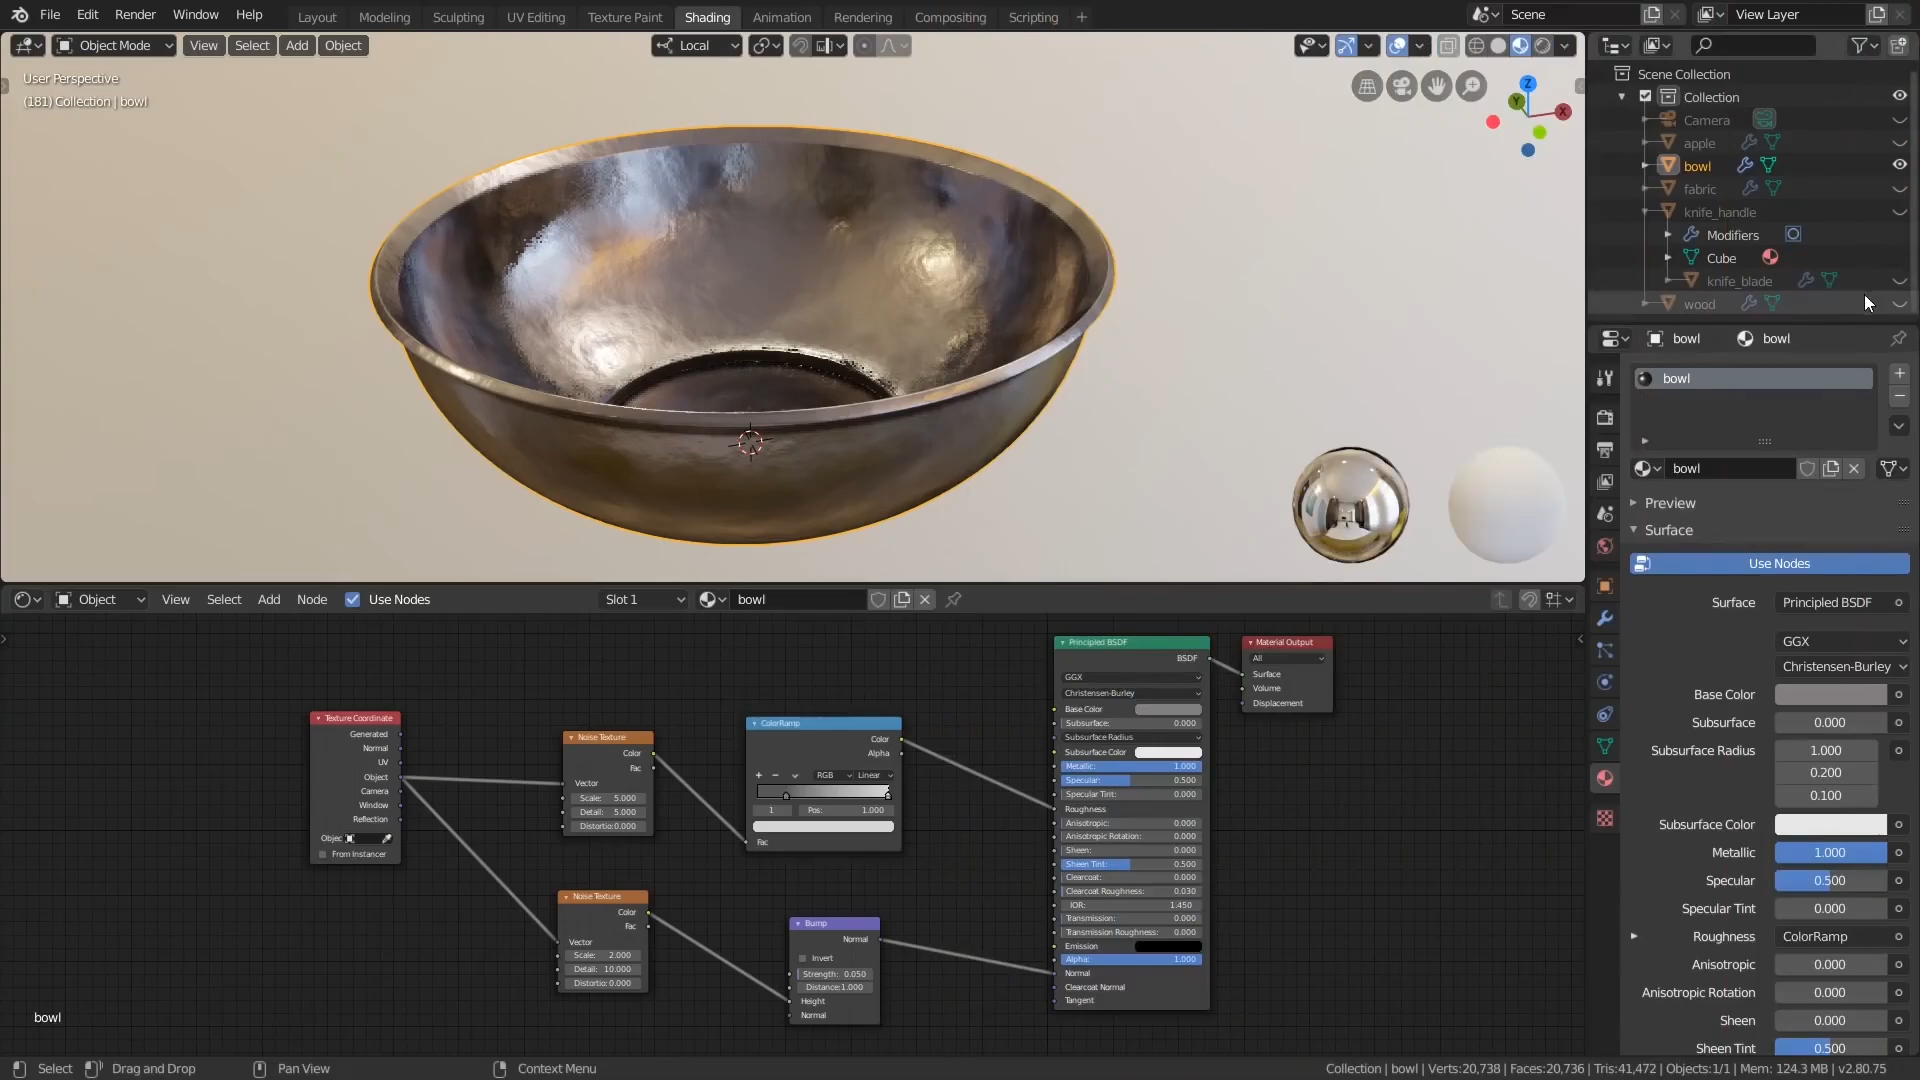 File Edit Render Window Help
Layout Modeling Sculpting UV Editing Texture Paint Shading Animation Rendering Compositing Scripting +
Scene
View Layer
Object Mode View Select Add Object
Local
User Perspective
(181) Collection | bowl
Z
Y
X
Scene Collection
Collection
Camera
apple
bowl
fabric
knife_handle
Modifiers
Cube
knife_blade
wood
bowl bowl
bowl
bowl
Preview
Surface
Use Nodes
Surface Principled BSDF
GGX
Christensen-Burley
Base Color
Subsurface 0.000
Subsurface Radius 1.000
0.200
0.100
Subsurface Color
Metallic 1.000
Specular 0.500
Specular Tint 0.000
Roughness ColorRamp
Anisotropic 0.000
Anisotropic Rotation 0.000
Sheen 0.000
Sheen Tint 0.500
Object View Select Add Node Use Nodes Slot 1 bowl
Texture Coordinate
Generated
Normal
UV
Object
Camera
Window
Reflection
Objec
From Instancer
Noise Texture
Color
Fac
Vector
Scale: 5.000
Detail: 5.000
Distortio:0.000
Noise Texture
Color
Fac
Vector
Scale: 2.000
Detail: 10.000
Distortio:0.000
ColorRamp
Color
Alpha
+ − RGB Linear
1 Pos: 1.000
Fac
Bump
Normal
Invert
Strength: 0.050
Distance:1.000
Height
Normal
Principled BSDF
BSDF
GGX
Christensen-Burley
Base Color
Subsurface: 0.000
Subsurface Radius
Subsurface Color
Metallic: 1.000
Specular: 0.500
Specular Tint: 0.000
Roughness
Anisotropic: 0.000
Anisotropic Rotation: 0.000
Sheen: 0.000
Sheen Tint: 0.500
Clearcoat: 0.000
Clearcoat Roughness: 0.030
IOR: 1.450
Transmission: 0.000
Transmission Roughness: 0.000
Emission
Alpha: 1.000
Normal
Clearcoat Normal
Tangent
Material Output
All
Surface
Volume
Displacement
bowl
Select Drag and Drop Pan View Context Menu
Collection | bowl | Verts:20,738 | Faces:20,736 | Tris:41,472 | Objects:1/1 | Mem: 124.3 MB | v2.80.75